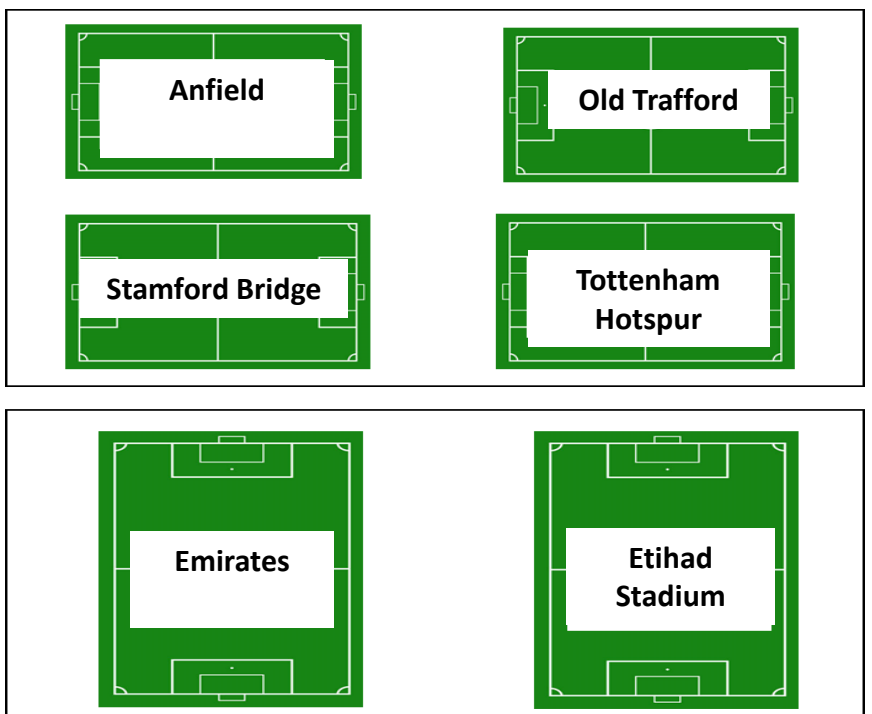 Anfield
Old Trafford
Stamford Bridge
Tottenham
Hotspur
Emirates
Etihad
Stadium